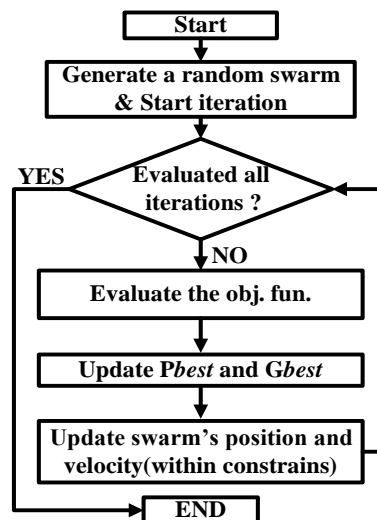 Start
Generate a random swarm
& Start iteration
YES
Evaluated all
iterations ?
NO
Evaluate the obj. fun.
Update Pbest and Gbest
Update swarm's position and
velocity(within constrains)
END